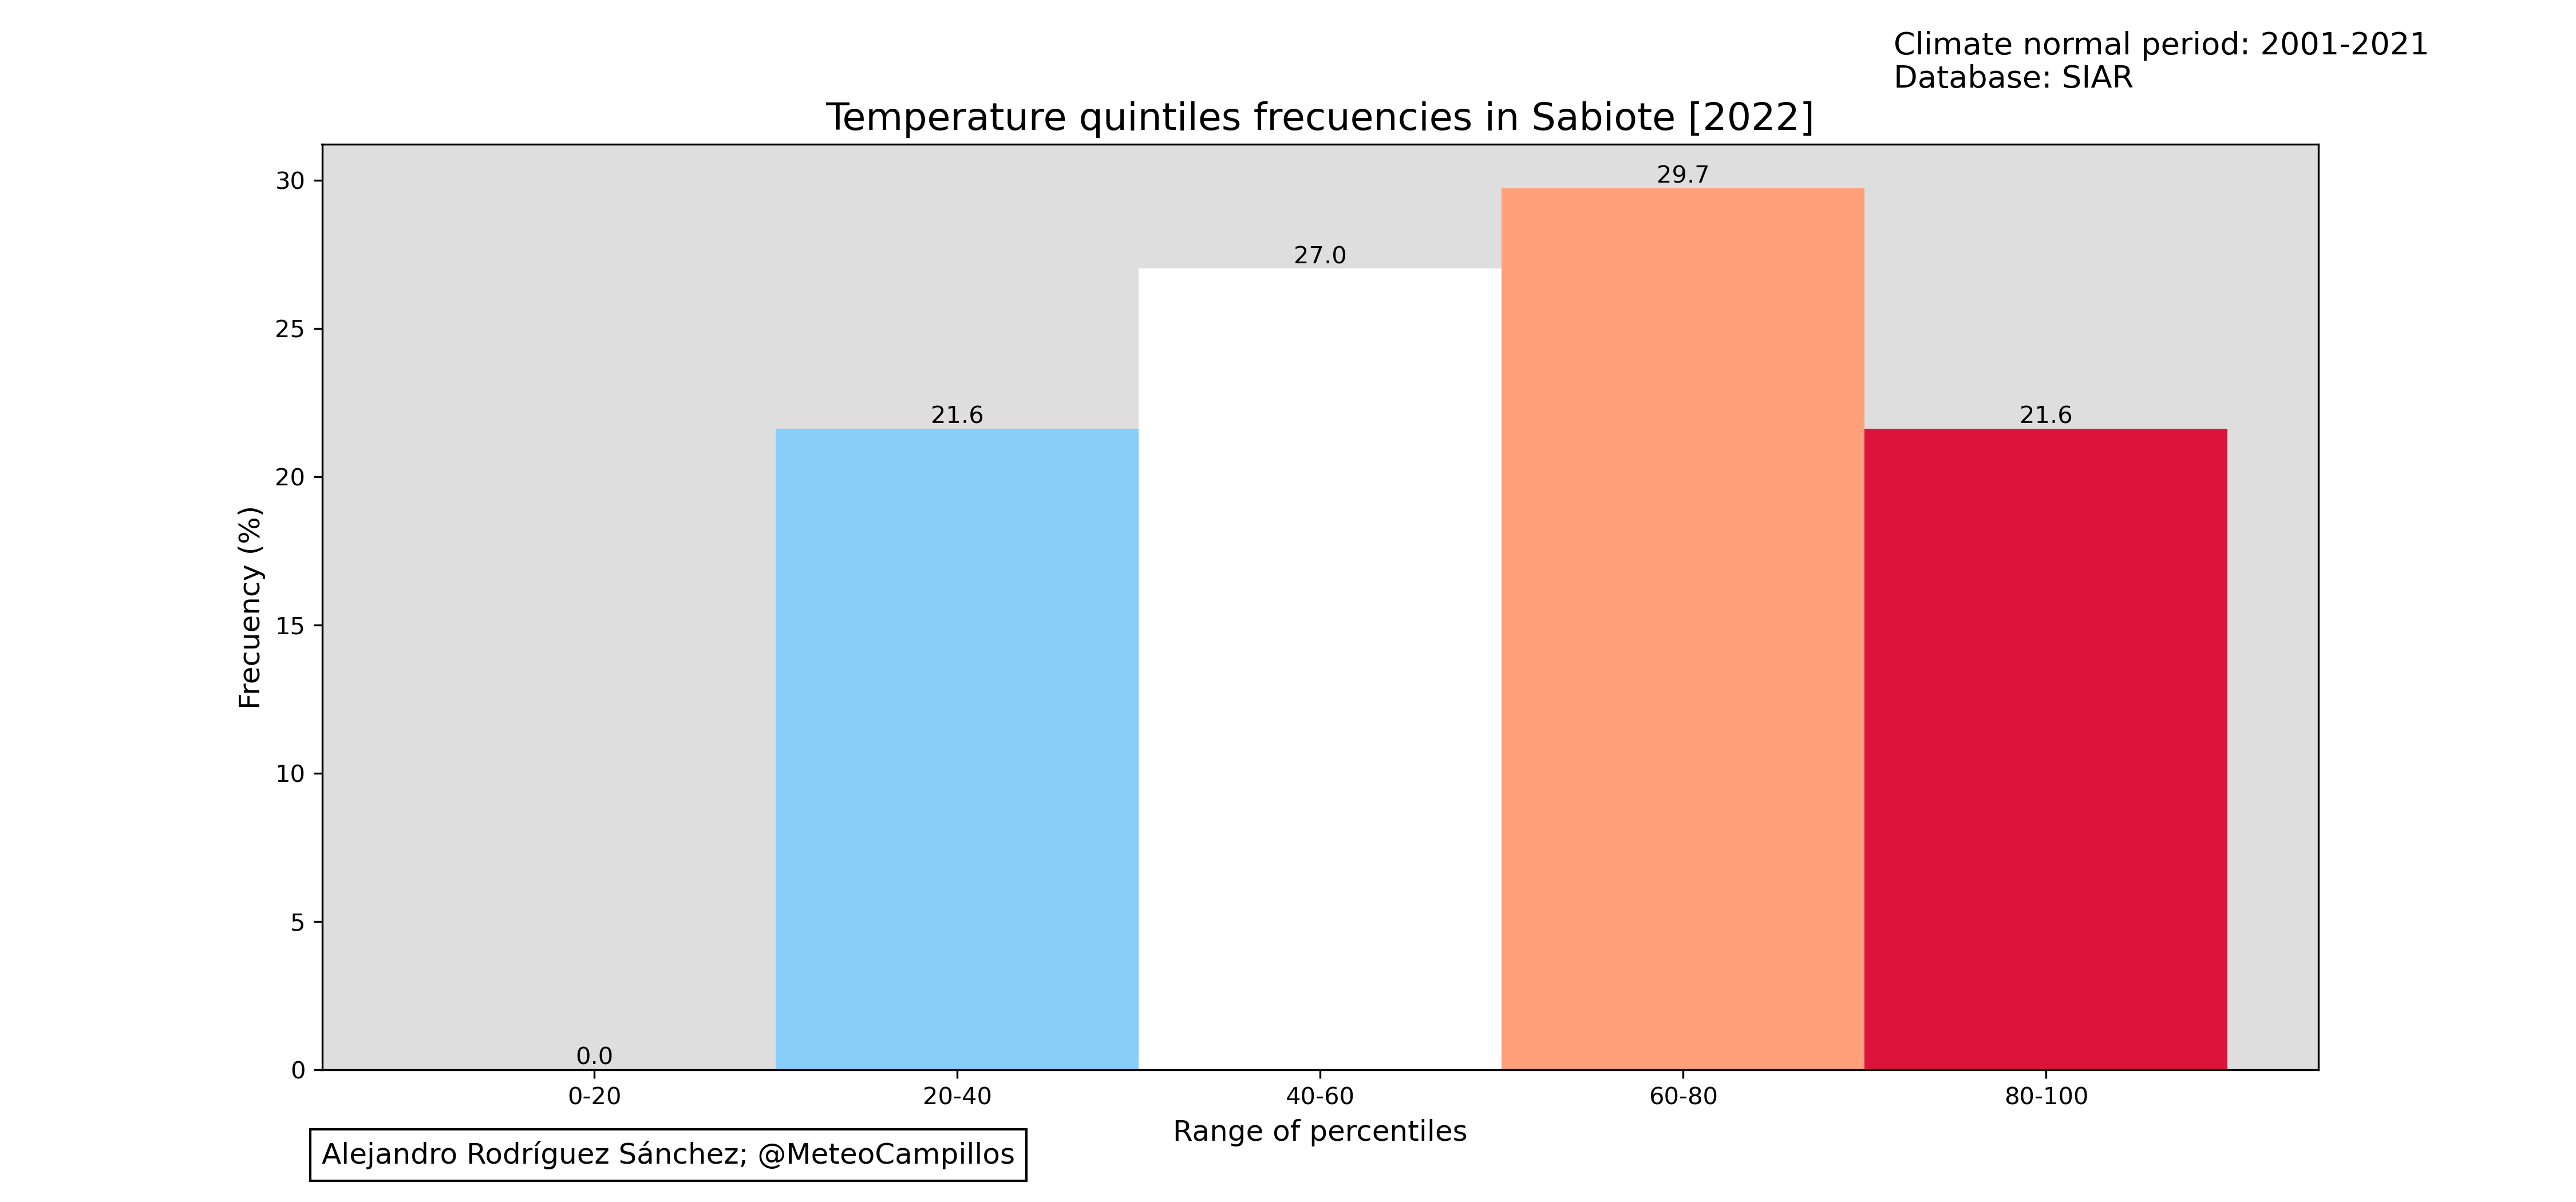 Climate normal period: 2001-2021
Database: SIAR
Temperature quintiles frecuencies in Sabiote [2022]
Frecuency (%)
30
25
20
15
10
5
0
0.0
21.6
27.0
29.7
21.6
0-20
20-40
40-60
60-80
80-100
Range of percentiles
Alejandro Rodríguez Sánchez; @MeteoCampillos